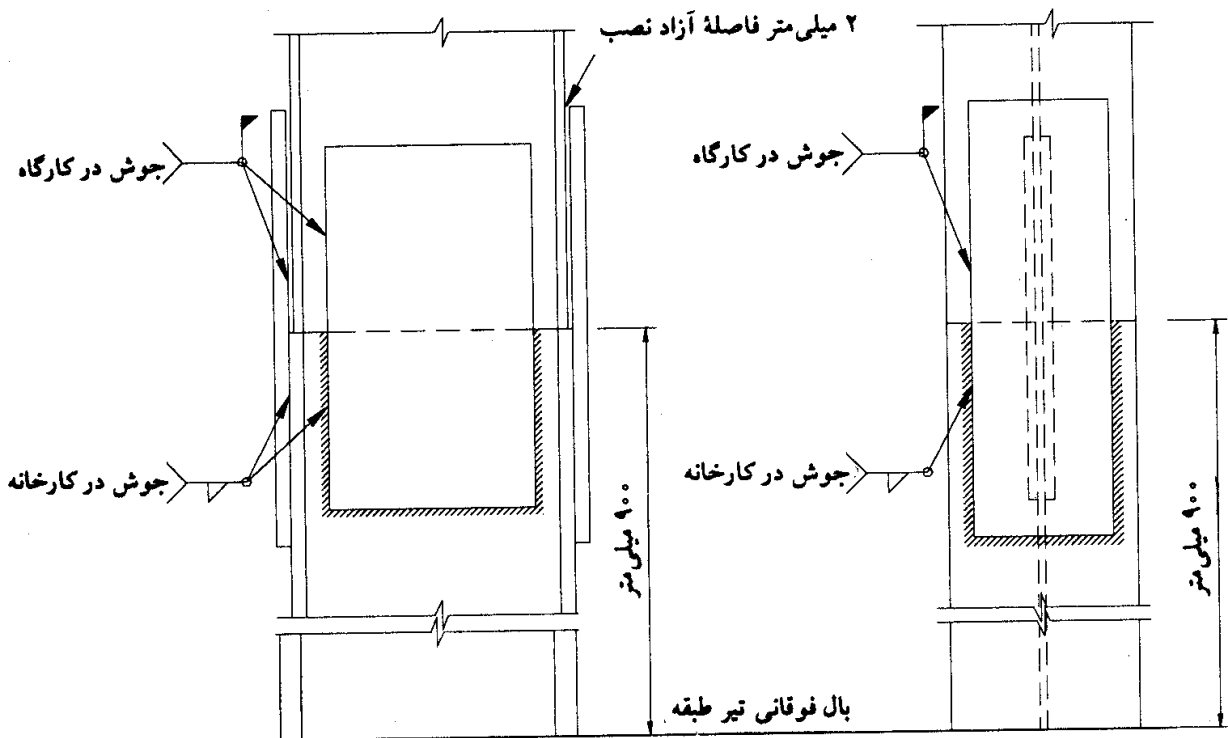 ۲ میلی‌متر فاصلهٔ آزاد نصب
جوش در کارگاه
جوش در کارگاه
جوش در کارخانه
جوش در کارخانه
۹۰۰ میلی‌متر
۹۰۰ میلی‌متر
بال فوقانی تیر طبقه